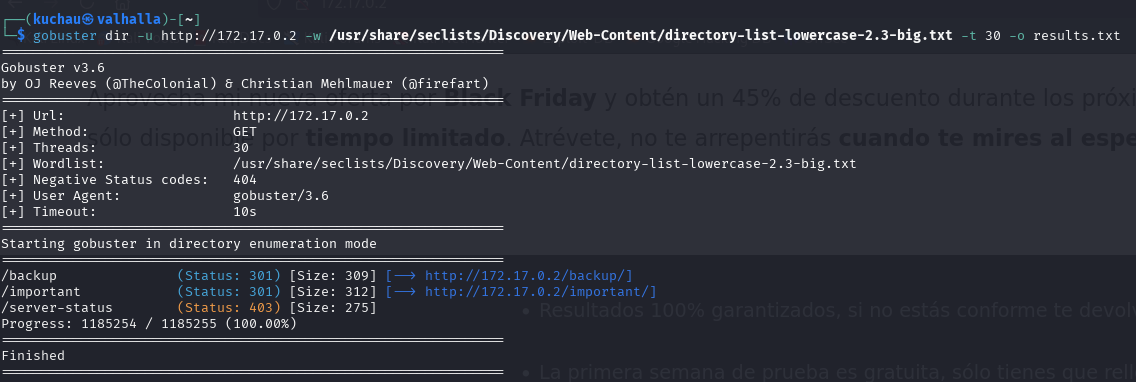 172.17.0.2
┌──(kuchau㉿valhalla)-[~]
└─$ gobuster dir -u http://172.17.0.2 -w /usr/share/seclists/Discovery/Web-Content/directory-list-lowercase-2.3-big.txt -t 30 -o results.txt
===============================================================
Gobuster v3.6
by OJ Reeves (@TheColonial) & Christian Mehlmauer (@firefart)
===============================================================
Aprovecha mi nueva oferta por Black Friday y obtén un 45% de descuento durante los próxi
[+] Url:                     http://172.17.0.2
[+] Method:                  GET
sólo disponible por tiempo limitado. Atrévete, no te arrepentirás cuando te mires al espe
[+] Threads:                 30
[+] Wordlist:                /usr/share/seclists/Discovery/Web-Content/directory-list-lowercase-2.3-big.txt
[+] Negative Status codes:   404
[+] User Agent:              gobuster/3.6
[+] Timeout:                 10s
===============================================================
Starting gobuster in directory enumeration mode
===============================================================
/backup               (Status: 301) [Size: 309] [--> http://172.17.0.2/backup/]
/important            (Status: 301) [Size: 312] [--> http://172.17.0.2/important/]
/server-status        (Status: 403) [Size: 275]
• Resultados 100% garantizados, si no estás conforme te devolv
Progress: 1185254 / 1185255 (100.00%)
===============================================================
Finished
===============================================================
• La primera semana de prueba es gratuita, sólo tienes que rell